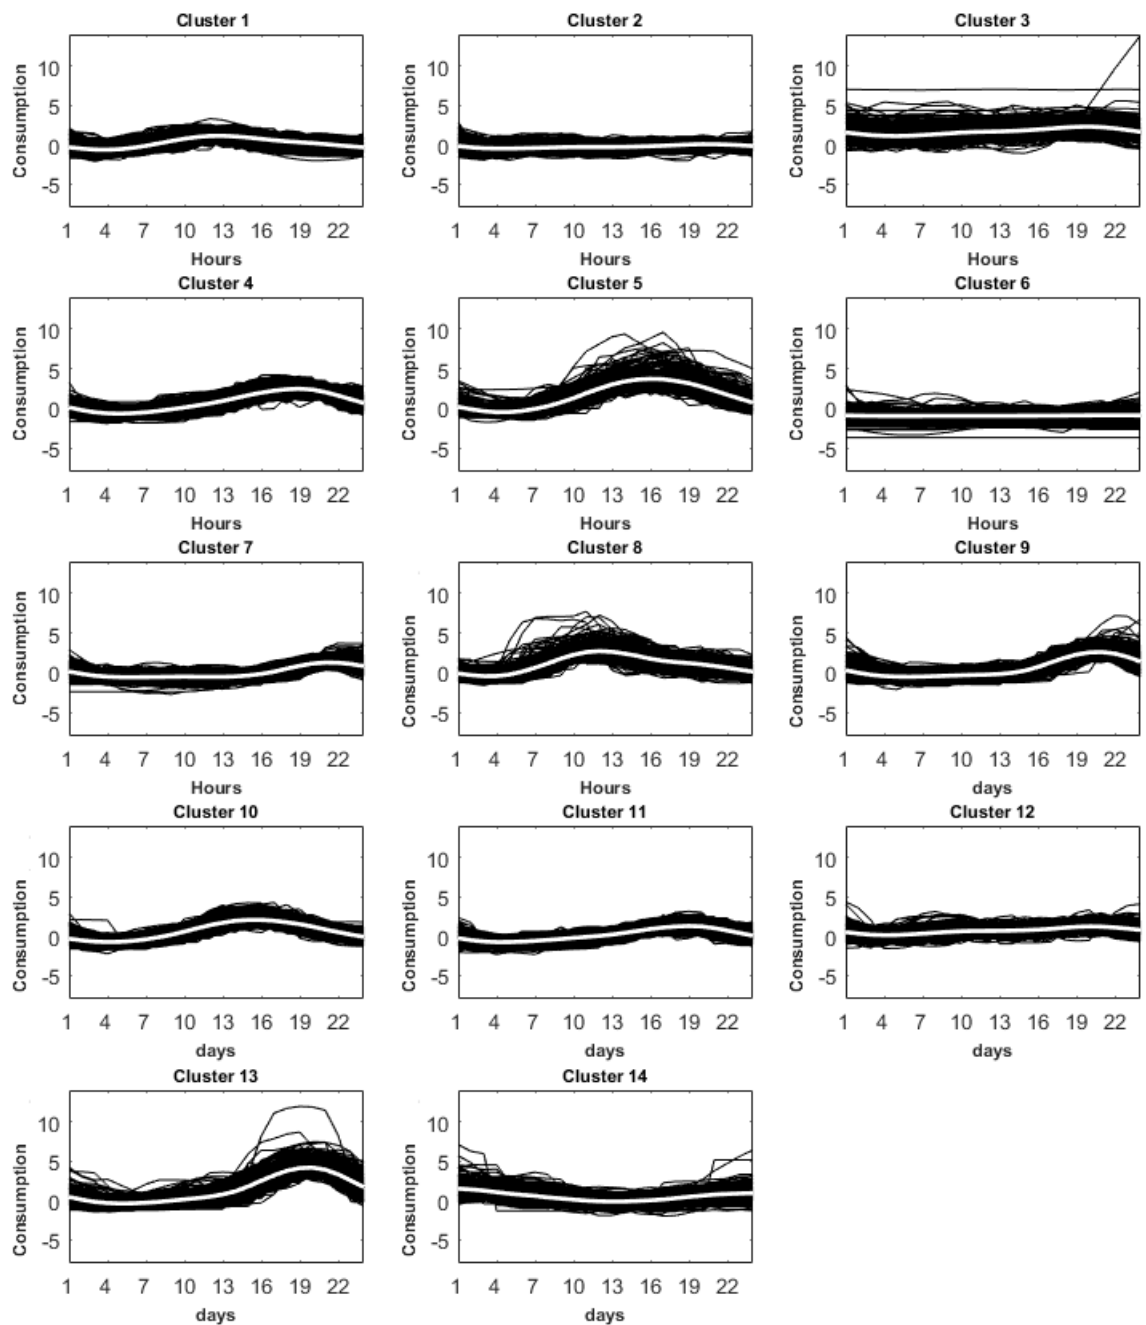 Cluster 1 Cluster 2 Cluster 3
Consumption Consumption Consumption
10 10 10
5 5 5
0 0 0
-5 -5 -5
1 4 7 10 13 16 19 22 1 4 7 10 13 16 19 22 1 4 7 10 13 16 19 22
Hours Hours Hours
Cluster 4 Cluster 5 Cluster 6
Consumption Consumption Consumption
10 10 10
5 5 5
0 0 0
-5 -5 -5
1 4 7 10 13 16 19 22 1 4 7 10 13 16 19 22 1 4 7 10 13 16 19 22
Hours Hours Hours
Cluster 7 Cluster 8 Cluster 9
Consumption Consumption Consumption
10 10 10
5 5 5
0 0 0
-5 -5 -5
1 4 7 10 13 16 19 22 1 4 7 10 13 16 19 22 1 4 7 10 13 16 19 22
Hours Hours days
Cluster 10 Cluster 11 Cluster 12
Consumption Consumption Consumption
10 10 10
5 5 5
0 0 0
-5 -5 -5
1 4 7 10 13 16 19 22 1 4 7 10 13 16 19 22 1 4 7 10 13 16 19 22
days days days
Cluster 13 Cluster 14
Consumption Consumption
10 10
5 5
0 0
-5 -5
1 4 7 10 13 16 19 22 1 4 7 10 13 16 19 22
days days